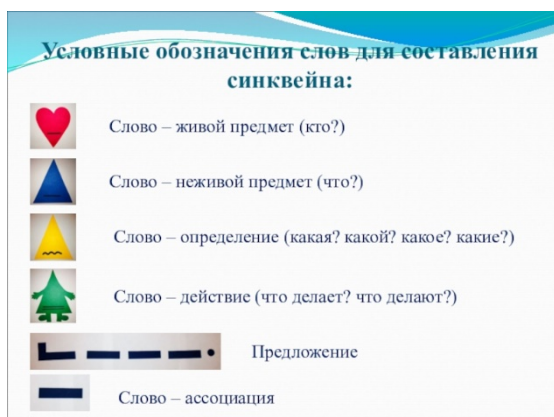 Условные обозначения слов для составления
синквейна:
Слово – живой предмет (кто?)
Слово – неживой предмет (что?)
Слово – определение (какая? какой? какое? какие?)
Слово – действие (что делает? что делают?)
Предложение
Слово – ассоциация